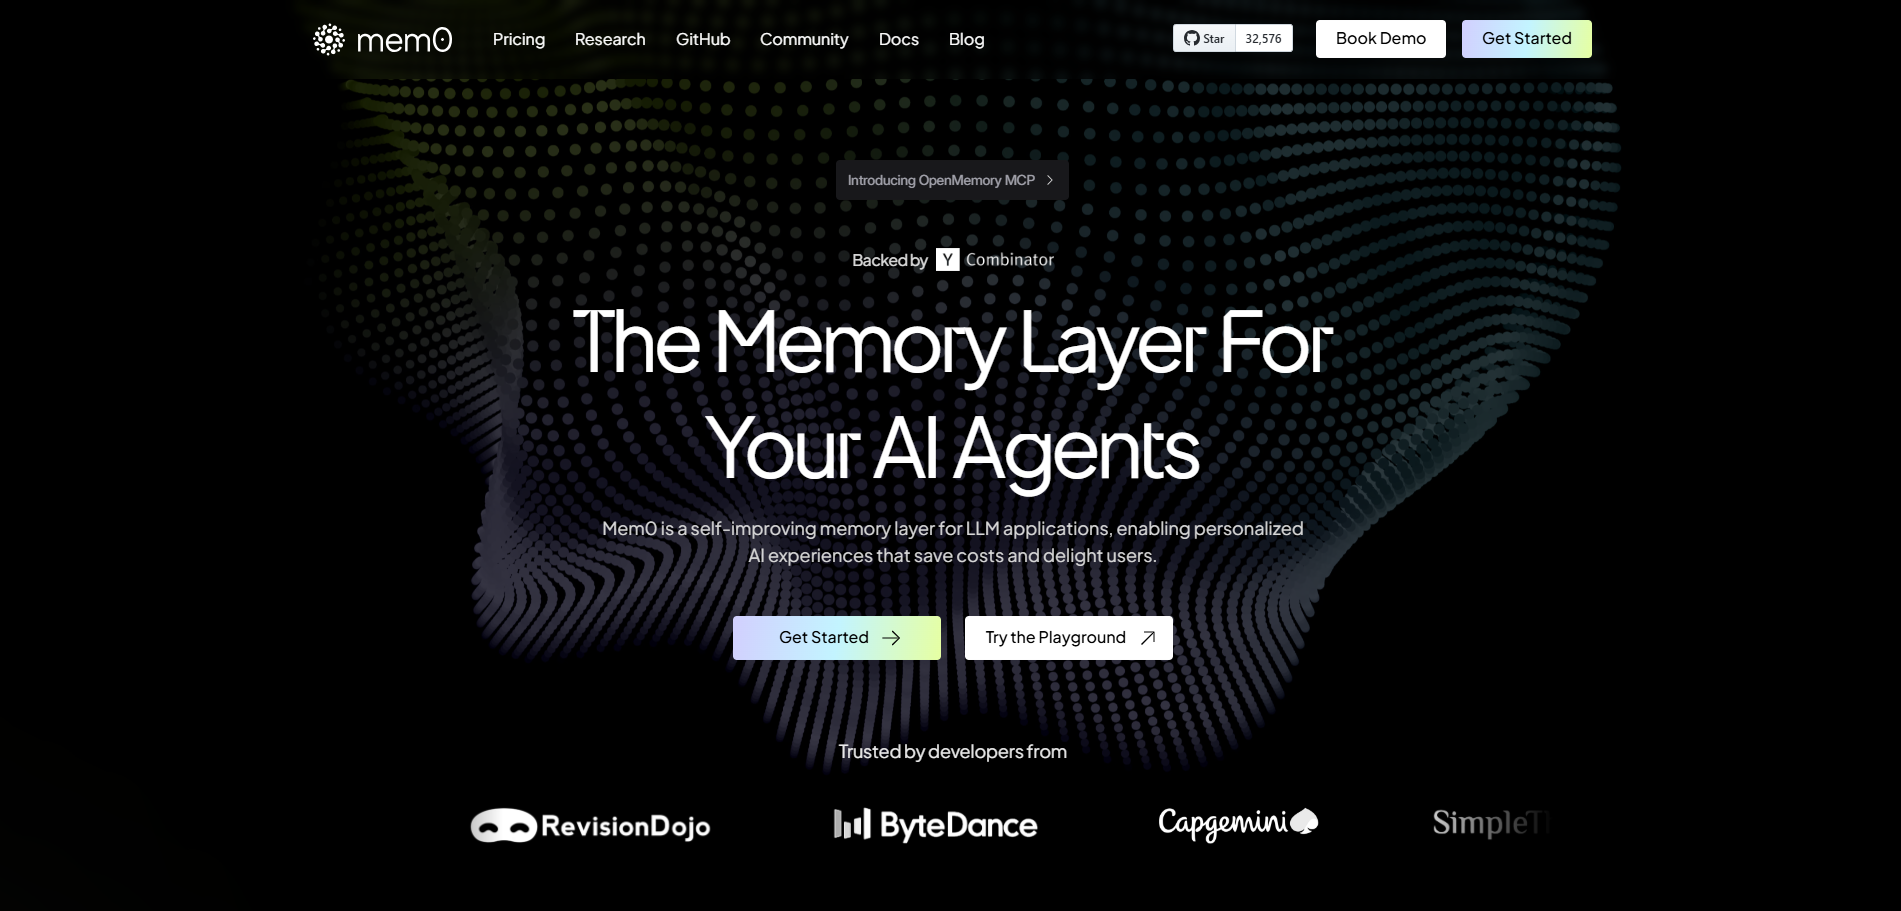 mem0 Pricing Research GitHub Community Docs Blog Star 32,576 Book Demo Get Started
Introducing OpenMemory MCP
Backed by Y Combinator
The Memory Layer For
Your AI Agents
Mem0 is a self-improving memory layer for LLM applications, enabling personalized
AI experiences that save costs and delight users.
Get Started Try the Playground
Trusted by developers from
RevisionDojo ByteDance Capgemini